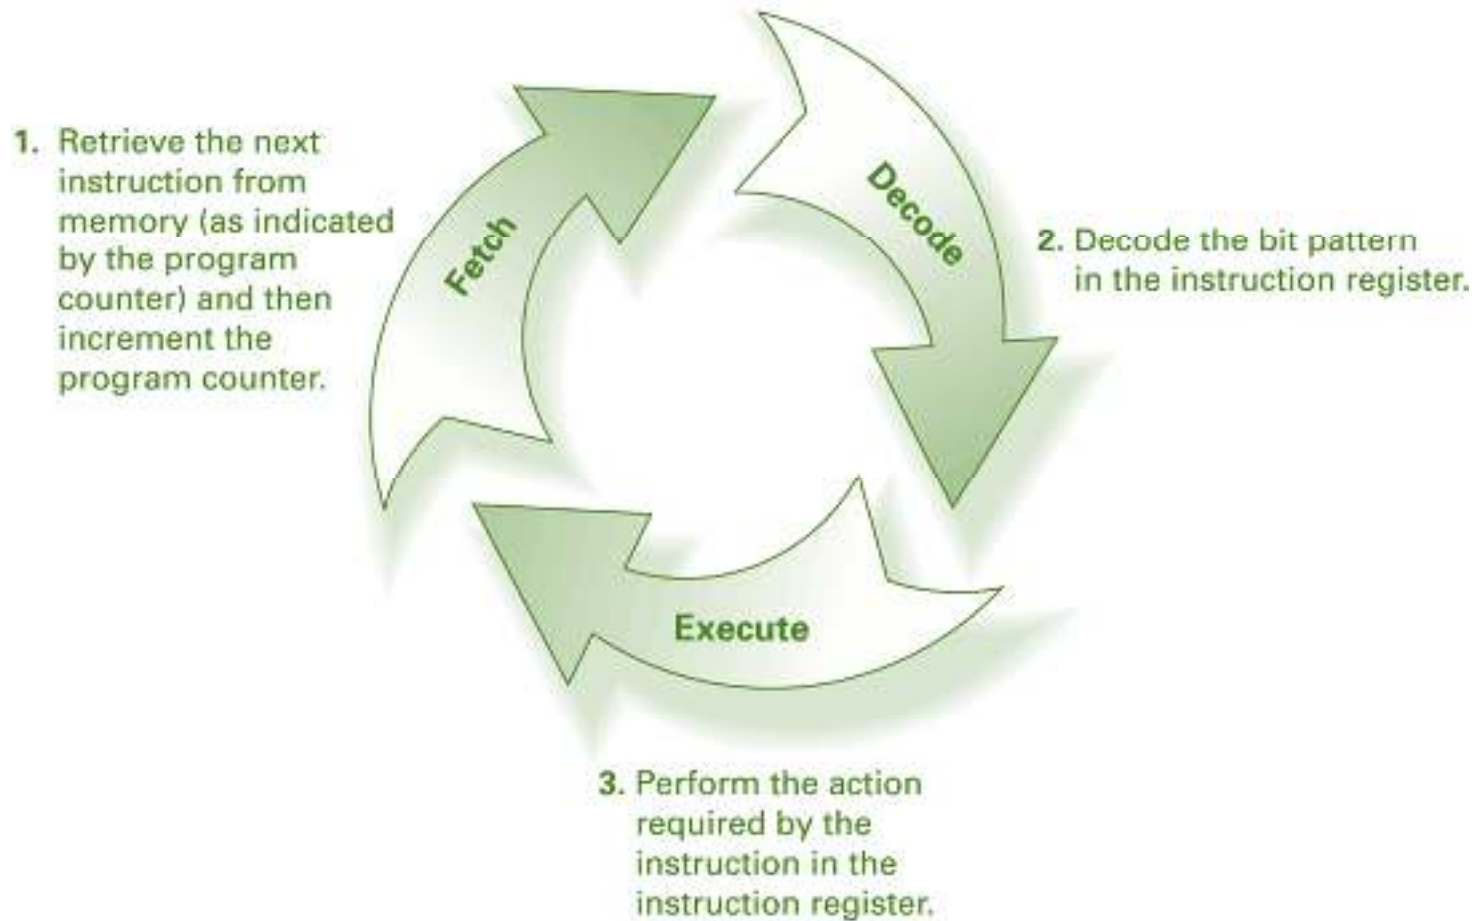 1. Retrieve the next
instruction from
memory (as indicated
by the program
counter) and then
increment the
program counter.
Fetch
Decode
2. Decode the bit pattern
in the instruction register.
Execute
3. Perform the action
required by the
instruction in the
instruction register.